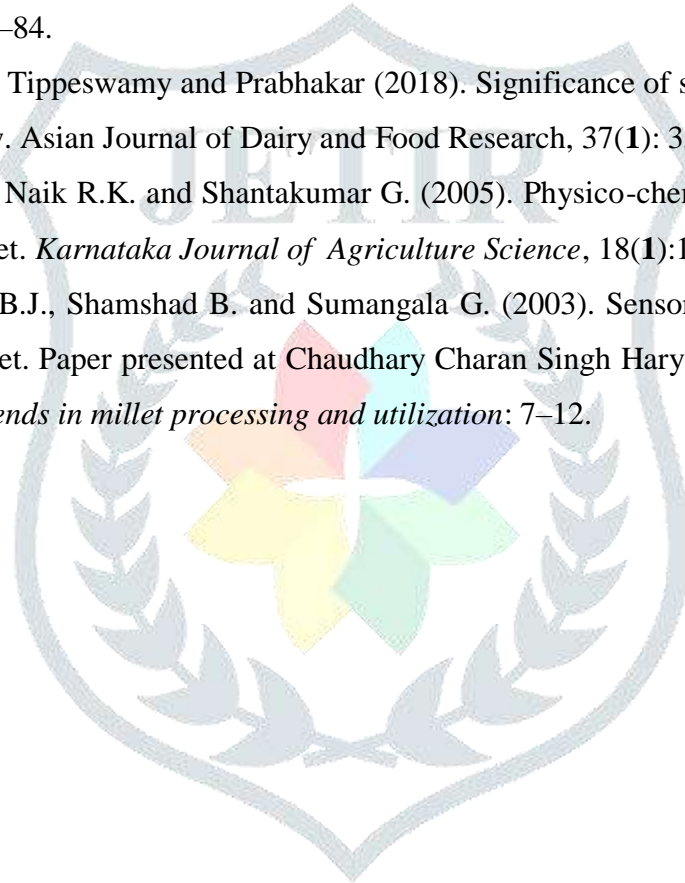 –84.
Tippeswamy and Prabhakar (2018). Significance of s
. Asian Journal of Dairy and Food Research, 37(1): 3
Naik R.K. and Shantakumar G. (2005). Physico-chem
et. Karnataka Journal of Agriculture Science, 18(1):1
B.J., Shamshad B. and Sumangala G. (2003). Sensor
et. Paper presented at Chaudhary Charan Singh Hary
ends in millet processing and utilization: 7–12.
JETIR